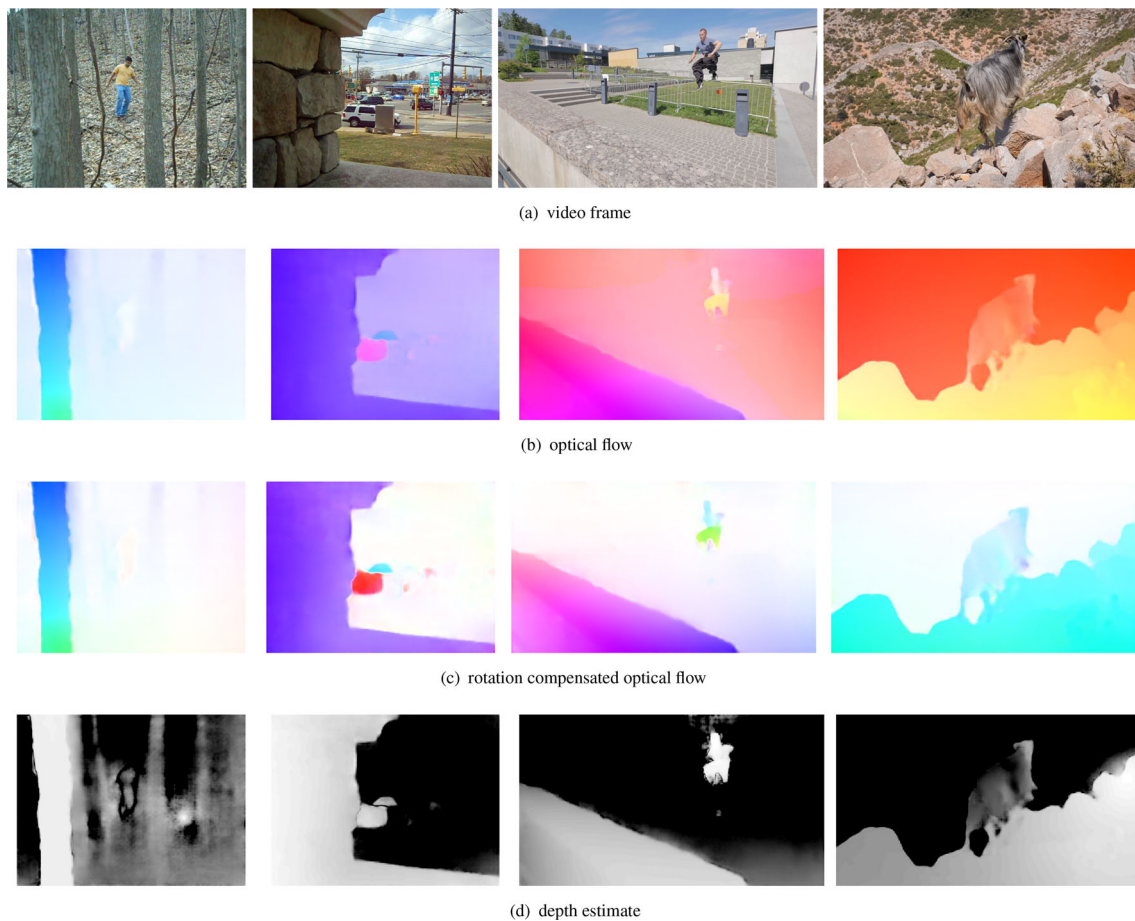 (a) video frame
(b) optical flow
(c) rotation compensated optical flow
(d) depth estimate